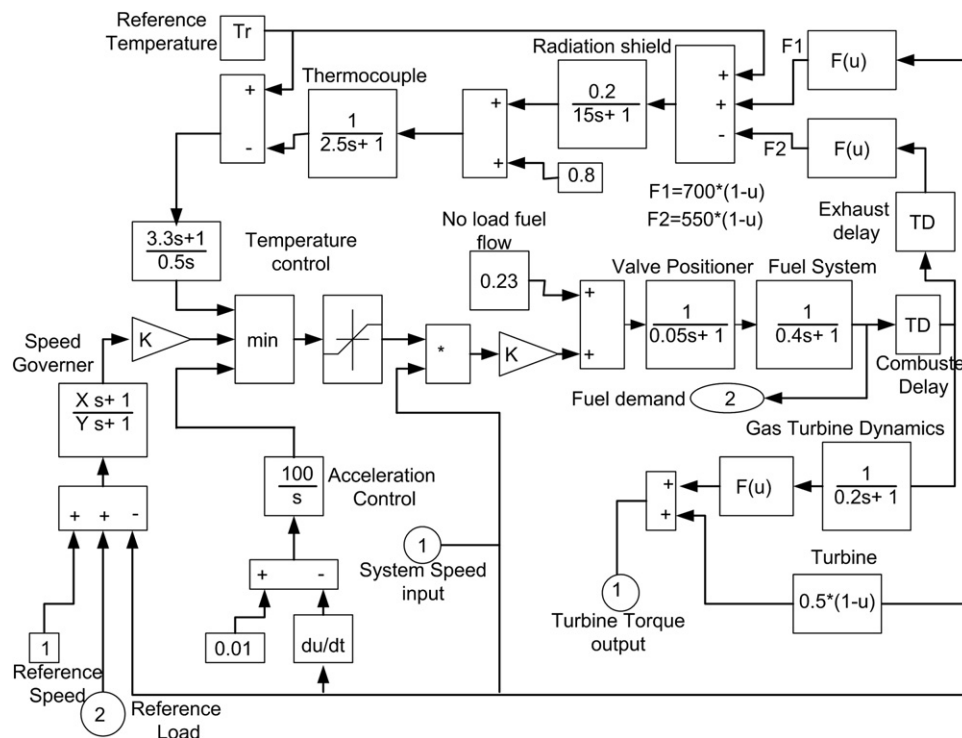 Reference
Temperature
Tr
Radiation shield
F1
F(u)
Thermocouple
+
+
+
-
0.2
15s+ 1
+
+
1
2.5s+ 1
+
-
F2
F(u)
0.8
F1=700*(1-u)
F2=550*(1-u)
Exhaust
delay
TD
3.3s+1
0.5s
Temperature
control
No load fuel
flow
0.23
Valve Positioner
Fuel System
+
+
1
0.05s+ 1
1
0.4s+ 1
TD
Combuste
Delay
Speed
Governer
K
min
*
K
X s+ 1
Y s+ 1
Fuel demand
2
Gas Turbine Dynamics
100
s
Acceleration
Control
+
+
F(u)
1
0.2s+ 1
+ + -
1
System Speed
input
+ -
Turbine
0.5*(1-u)
1
Turbine Torque
output
0.01
du/dt
1
Reference
Speed
2
Reference
Load